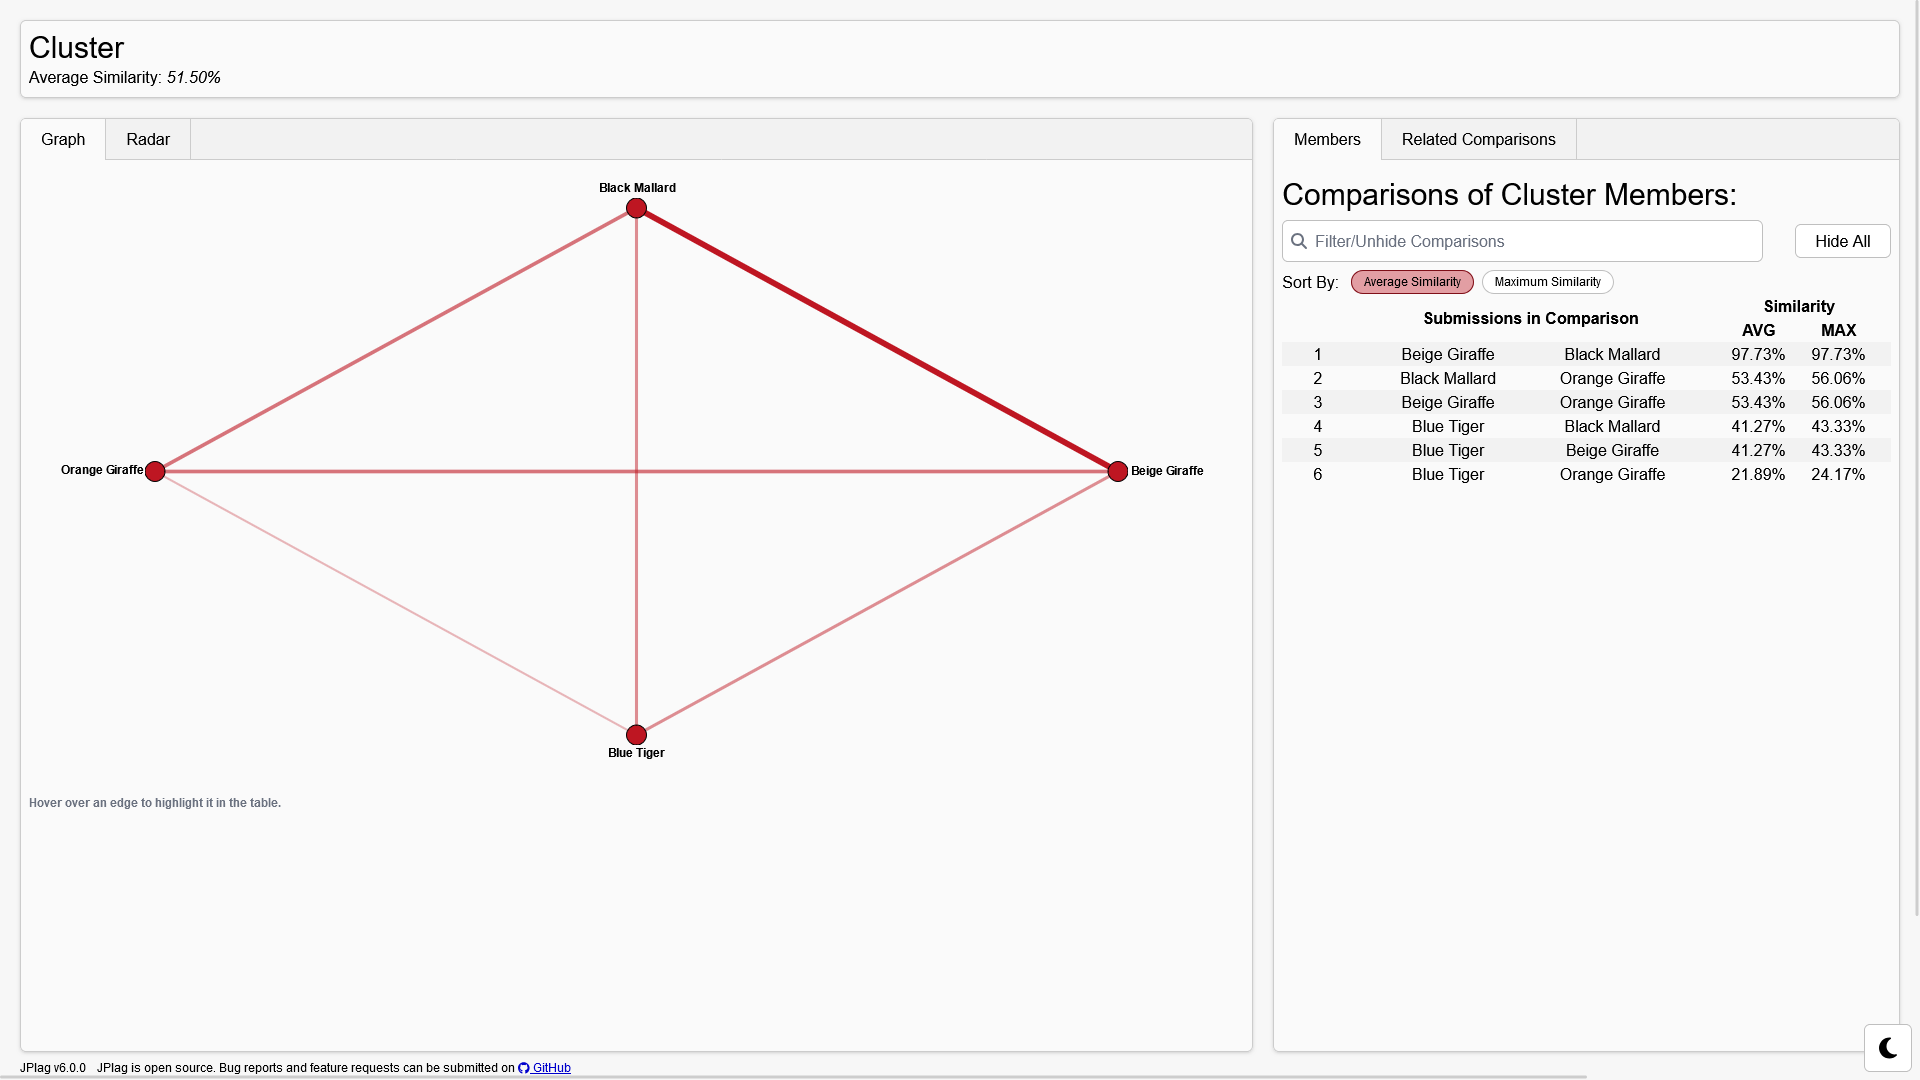 Cluster
Average Similarity: 51.50%
Graph
Radar
Black Mallard
Orange Giraffe
Beige Giraffe
Blue Tiger
Hover over an edge to highlight it in the table.
Members
Related Comparisons
Comparisons of Cluster Members:
Filter/Unhide Comparisons
Hide All
Sort By: Average Similarity Maximum Similarity
Submissions in Comparison
Similarity
AVG MAX
1 Beige Giraffe Black Mallard 97.73% 97.73%
2 Black Mallard Orange Giraffe 53.43% 56.06%
3 Beige Giraffe Orange Giraffe 53.43% 56.06%
4 Blue Tiger Black Mallard 41.27% 43.33%
5 Blue Tiger Beige Giraffe 41.27% 43.33%
6 Blue Tiger Orange Giraffe 21.89% 24.17%
JPlag v6.0.0 JPlag is open source. Bug reports and feature requests can be submitted on GitHub